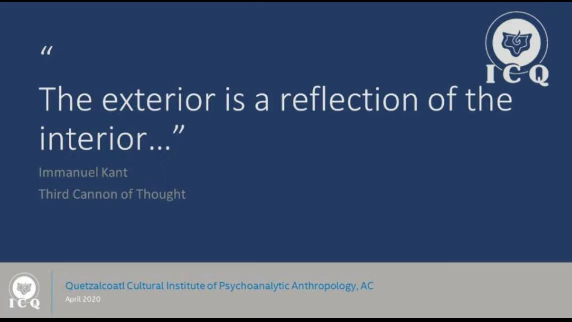 “
The exterior is a reflection of the
interior...”
Immanuel Kant
Third Cannon of Thought
ICQ
Quetzalcoatl Cultural Institute of Psychoanalytic Anthropology, AC
April 2020
ICQ